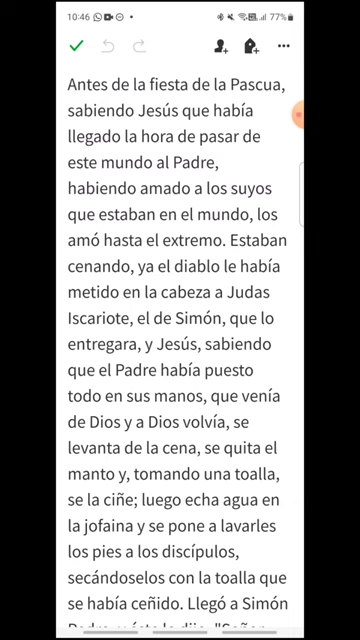 10:46
77%
Antes de la fiesta de la Pascua,
sabiendo Jesús que había
llegado la hora de pasar de
este mundo al Padre,
habiendo amado a los suyos
que estaban en el mundo, los
amó hasta el extremo. Estaban
cenando, ya el diablo le había
metido en la cabeza a Judas
Iscariote, el de Simón, que lo
entregara, y Jesús, sabiendo
que el Padre había puesto
todo en sus manos, que venía
de Dios y a Dios volvía, se
levanta de la cena, se quita el
manto y, tomando una toalla,
se la ciñe; luego echa agua en
la jofaina y se pone a lavarles
los pies a los discípulos,
secándoselos con la toalla que
se había ceñido. Llegó a Simón